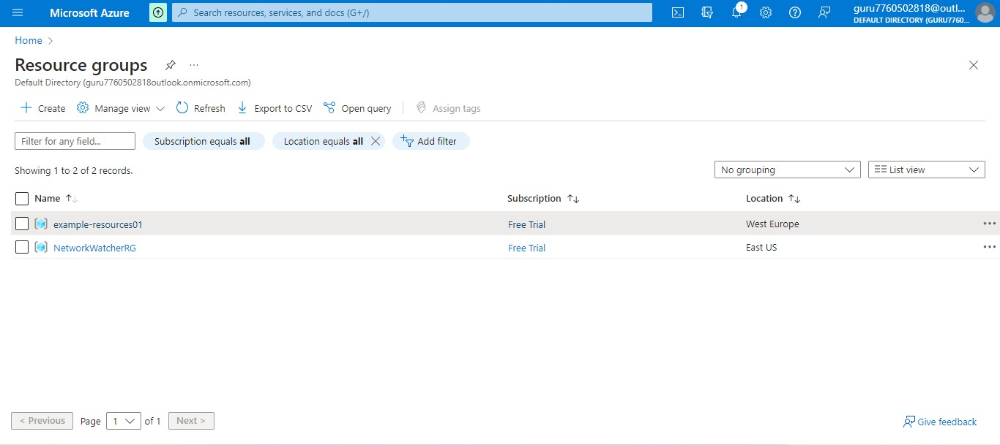 Microsoft Azure
Search resources, services, and docs (G+/)
1
guru7760502818@outl...
DEFAULT DIRECTORY (GURU7760...
Home
Resource groups
...
Default Directory (guru7760502818outlook.onmicrosoft.com)
Create
Manage view
Refresh
Export to CSV
Open query
Assign tags
Filter for any field...
Subscription equals all
Location equals all
Add filter
Showing 1 to 2 of 2 records.
No grouping
List view
Name
Subscription
Location
example-resources01
Free Trial
West Europe
NetworkWatcherRG
Free Trial
East US
< Previous
Page
1
of 1
Next >
Give feedback